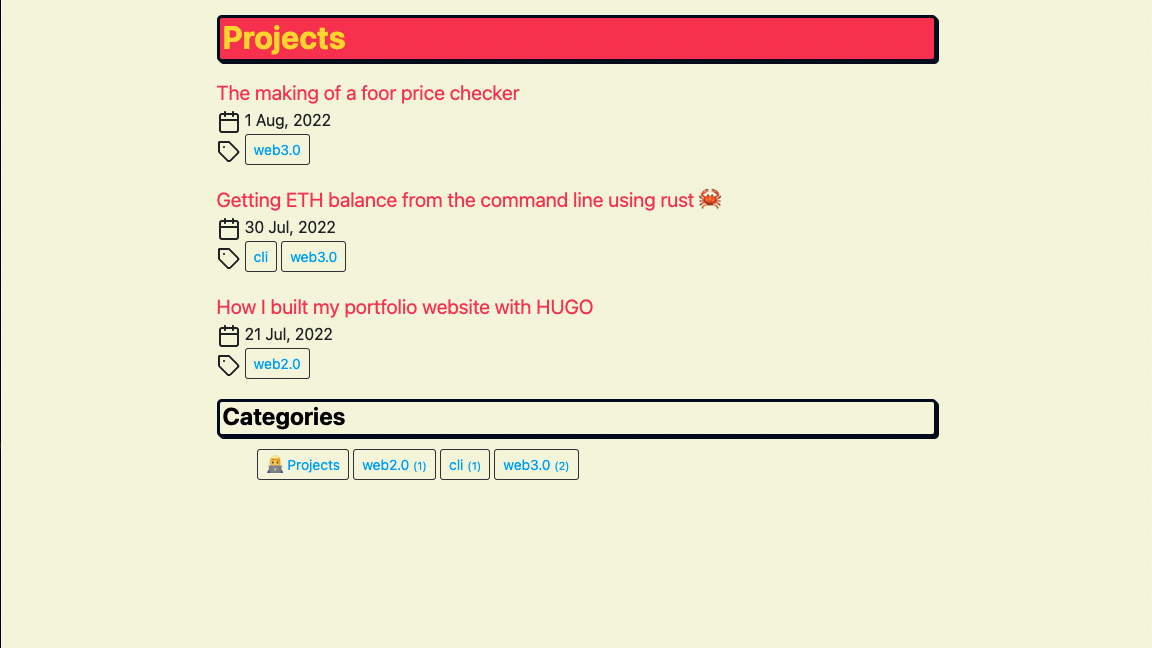 Projects
The making of a foor price checker
1 Aug, 2022
web3.0
Getting ETH balance from the command line using rust 🦀
30 Jul, 2022
cli web3.0
How I built my portfolio website with HUGO
21 Jul, 2022
web2.0
Categories
👨‍💻 Projects web2.0 (1) cli (1) web3.0 (2)